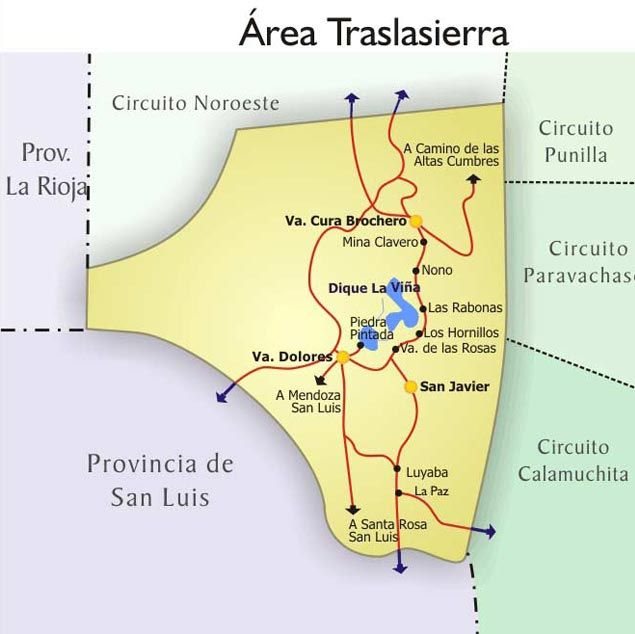 Área Traslasierra
Circuito Noroeste
Prov.
La Rioja
Circuito
Punilla
A Camino de las
Altas Cumbres
Va. Cura Brochero
Mina Clavero
Circuito
Paravachas
Nono
Dique La Viña
Las Rabonas
Piedra
Pintada
Los Hornillos
Va. de las Rosas
Va. Dolores
San Javier
A Mendoza
San Luis
Circuito
Calamuchita
Provincia de
San Luis
Luyaba
La Paz
A Santa Rosa
San Luis